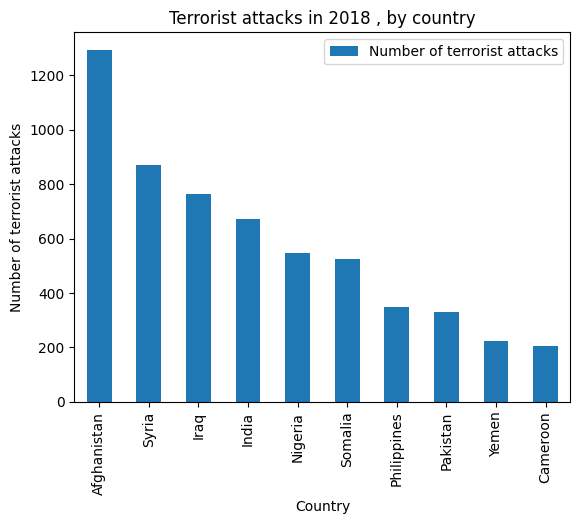 Terrorist attacks in 2018 , by country
Number of terrorist attacks
Number of terrorist attacks
1200
1000
800
600
400
200
0
Afghanistan
Syria
Iraq
India
Nigeria
Somalia
Philippines
Pakistan
Yemen
Cameroon
Country